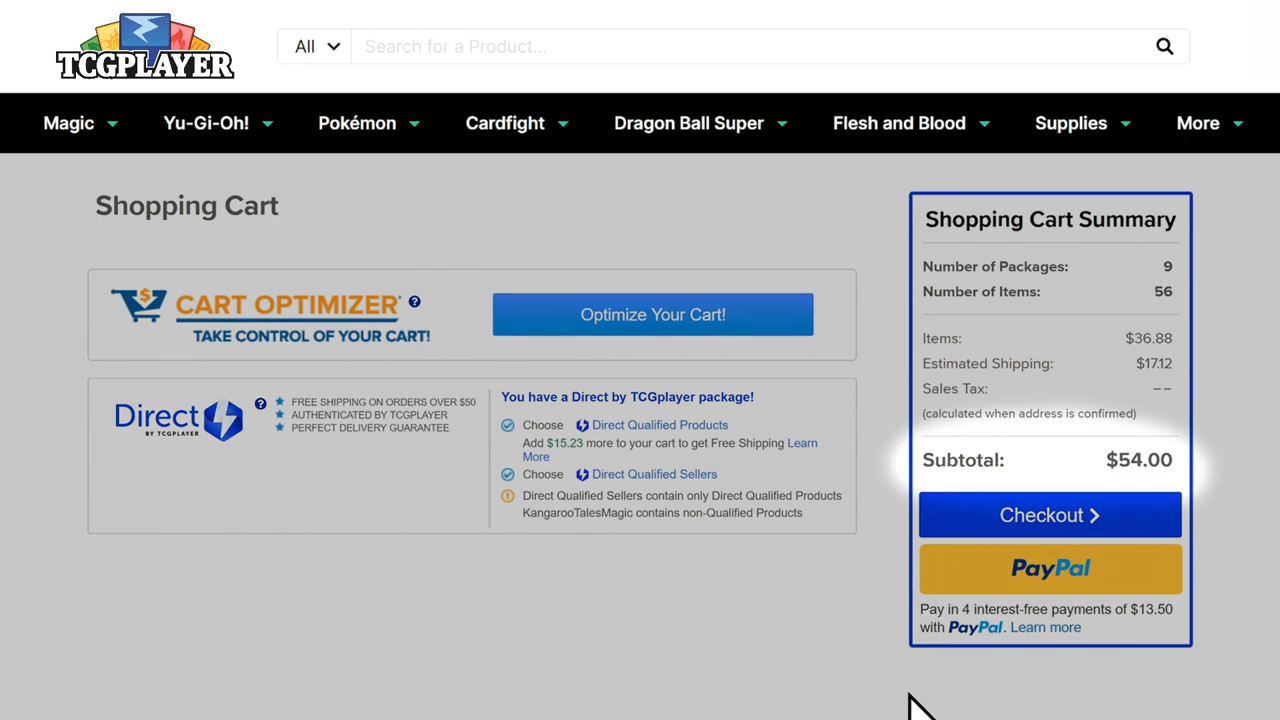 TCGPLAYER
All
Search for a Product...
Magic
Yu-Gi-Oh!
Pokémon
Cardfight
Dragon Ball Super
Flesh and Blood
Supplies
More
Shopping Cart
CART OPTIMIZER
TAKE CONTROL OF YOUR CART!
Optimize Your Cart!
Direct
BY TCGPLAYER
FREE SHIPPING ON ORDERS OVER $50
AUTHENTICATED BY TCGPLAYER
PERFECT DELIVERY GUARANTEE
You have a Direct by TCGplayer package!
Choose Direct Qualified Products
Add $15.23 more to your cart to get Free Shipping Learn
More
Choose Direct Qualified Sellers
Direct Qualified Sellers contain only Direct Qualified Products
KangarooTalesMagic contains non-Qualified Products
Shopping Cart Summary
Number of Packages: 9
Number of Items: 56
Items: $36.88
Estimated Shipping: $17.12
Sales Tax: --
(calculated when address is confirmed)
Subtotal: $54.00
Checkout
PayPal
Pay in 4 interest-free payments of $13.50
with PayPal. Learn more